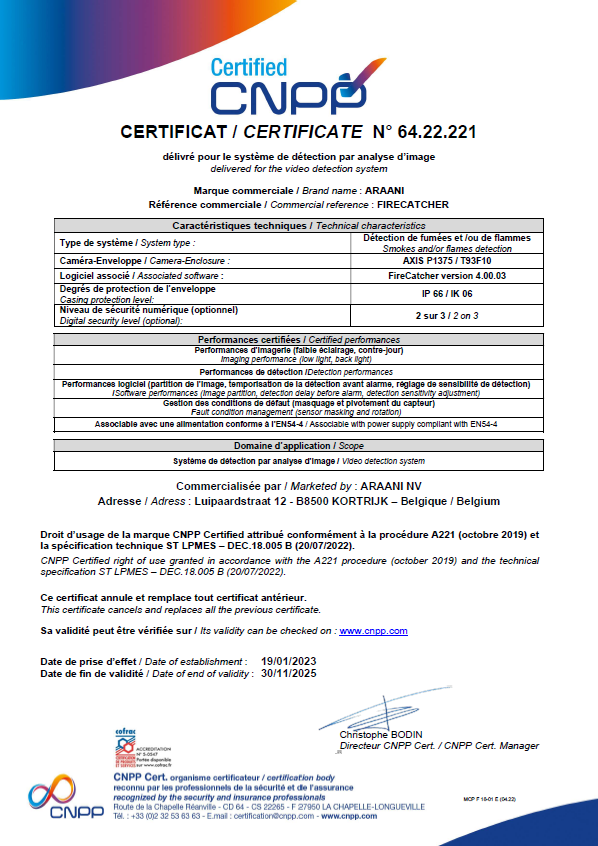 Certified
CNPP
CERTIFICAT / CERTIFICATE N° 64.22.221
délivré pour le système de détection par analyse d'image
delivered for the video detection system
Marque commerciale / Brand name : ARAANI
Référence commerciale / Commercial reference : FIRECATCHER
Caractéristiques techniques / Technical characteristics
Type de système / System type :
Détection de fumées et /ou de flammes
Smokes and/or flames detection
Caméra-Enveloppe / Camera-Enclosure :
AXIS P1375 / T93F10
Logiciel associé / Associated software :
FireCatcher version 4.00.03
Degrés de protection de l'enveloppe
Casing protection level:
IP 66 / IK 06
Niveau de sécurité numérique (optionnel)
Digital security level (optional):
2 sur 3 / 2 on 3
Performances certifiées / Certified performances
Performances d'imagerie (faible éclairage, contre-jour)
Imaging performance (low light, back light)
Performances de détection /Detection performances
Performances logiciel (partition de l'image, temporisation de la détection avant alarme, réglage de sensibilité de détection)
/Software performances (Image partition, detection delay before alarm, detection sensitivity adjustment)
Gestion des conditions de défaut (masquage et pivotement du capteur)
Fault condition management (sensor masking and rotation)
Associable avec une alimentation conforme à l'EN54-4 / Associable with power supply compliant with EN54-4
Domaine d'application / Scope
Système de détection par analyse d'image / Video detection system
Commercialisée par / Marketed by : ARAANI NV
Adresse / Adress : Luipaardstraat 12 - B8500 KORTRIJK – Belgique / Belgium
Droit d'usage de la marque CNPP Certified attribué conformément à la procédure A221 (octobre 2019) et
la spécification technique ST LPMES – DEC.18.005 B (20/07/2022).
CNPP Certified right of use granted in accordance with the A221 procedure (october 2019) and the technical
specification ST LPMES – DEC.18.005 B (20/07/2022).
Ce certificat annule et remplace tout certificat antérieur.
This certificate cancels and replaces all the previous certificate.
Sa validité peut être vérifiée sur / Its validity can be checked on : www.cnpp.com
Date de prise d'effet / Date of establishment : 19/01/2023
Date de fin de validité / Date of end of validity : 30/11/2025
Christophe BODIN
Directeur CNPP Cert. / CNPP Cert. Manager
cofrac
ACCREDITATION
N° 5-0547
Portée disponible
sur www.cofrac.fr
CNPP Cert. organisme certificateur / certification body
reconnu par les professionnels de la sécurité et de l'assurance
recognized by the security and insurance professionals
Route de la Chapelle Réanville - CD 64 - CS 22265 - F 27950 LA CHAPELLE-LONGUEVILLE
Tél. : +33 (0)2 32 53 63 63 - E.mail : certification@cnpp.com - www.cnpp.com
CNPP
MCP F 16-01 E (04.22)